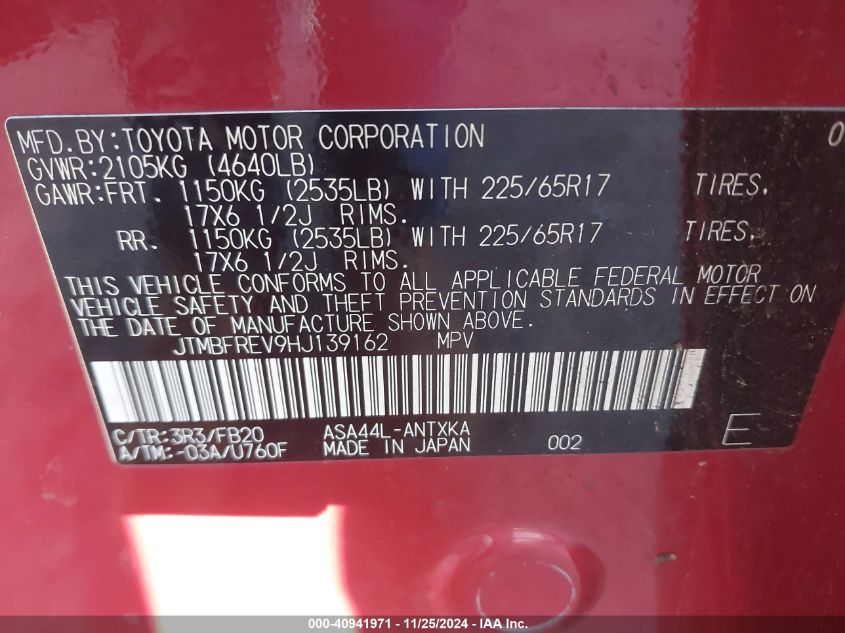 MFD.BY:TOYOTA MOTOR CORPORATION 0
GVWR:2105KG (4640LB)
GAWR:FRT. 1150KG (2535LB) WITH 225/65R17 TIRES.
17X6 1/2J RIMS.
RR. 1150KG (2535LB) WITH 225/65R17 TIRES.
17X6 1/2J RIMS.
THIS VEHICLE CONFORMS TO ALL APPLICABLE FEDERAL MOTOR
VEHICLE SAFETY AND THEFT PREVENTION STANDARDS IN EFFECT ON
THE DATE OF MANUFACTURE SHOWN ABOVE.
JTMBFREV9HJ139162 MPV
C/TR:3R3/FB20 ASA44L-ANTXKA
A/TM:-03A/U760F MADE IN JAPAN 002 E
000-40941971 - 11/25/2024 - IAAI.COM